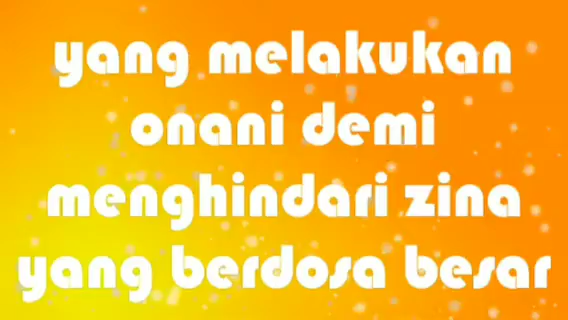 yang melakukan
onani demi
menghindari zina
yang berdosa besar